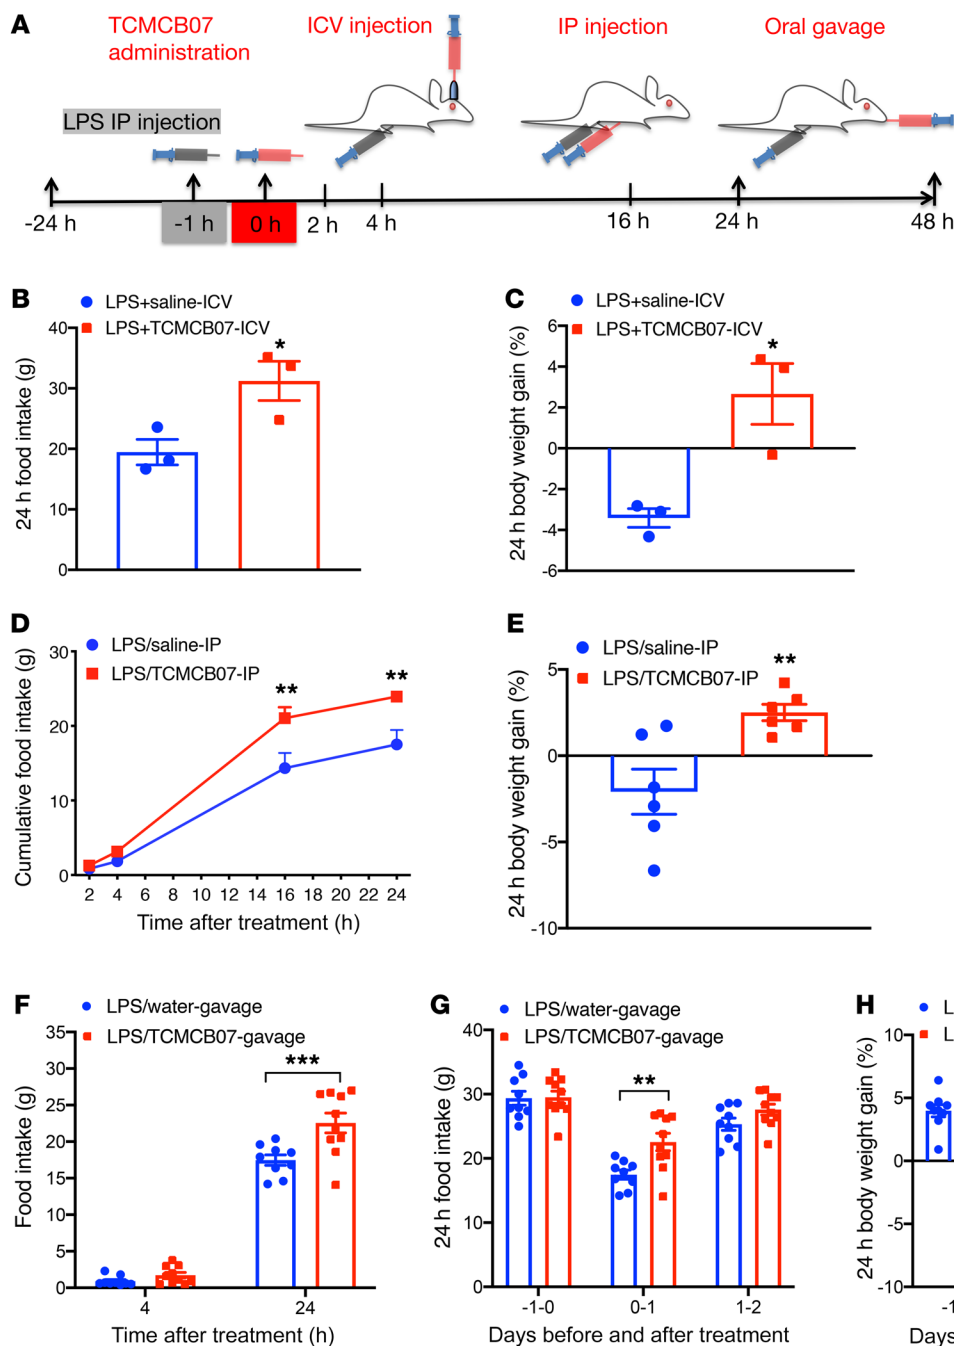 A
TCMCB07
administration
ICV injection
IP injection
Oral gavage
LPS IP injection
-24 h
-1 h
0 h
2 h
4 h
16 h
24 h
48 h
B
LPS+saline-ICV
LPS+TCMCB07-ICV
24 h food intake (g)
40
30
20
10
0
*
C
LPS+saline-ICV
LPS+TCMCB07-ICV
24 h body weight gain (%)
6
4
2
0
-2
-4
-6
*
D
LPS/saline-IP
LPS/TCMCB07-IP
Cumulative food intake (g)
30
20
10
0
**
**
2 4 6 8 10 12 14 16 18 20 22 24
Time after treatment (h)
E
LPS/saline-IP
LPS/TCMCB07-IP
24 h body weight gain (%)
5
0
-5
-10
**
F
LPS/water-gavage
LPS/TCMCB07-gavage
Food intake (g)
35
30
25
20
15
10
5
0
***
4 24
Time after treatment (h)
G
LPS/water-gavage
LPS/TCMCB07-gavage
24 h food intake (g)
40
30
20
10
0
**
-1-0 0-1 1-2
Days before and after treatment
H
L
L
24 h body weight gain (%)
10
5
0
-5
-10
-1
Days